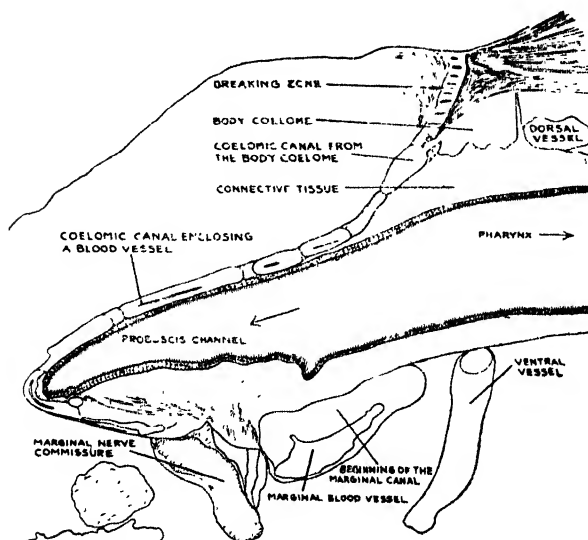 BREAKING ZONE
BODY COELOME
DORSAL
VESSEL
COELOMIC CANAL FROM
THE BODY COELOME
CONNECTIVE TISSUE
COELOMIC CANAL ENCLOSING
A BLOOD VESSEL
PHARYNX
PROBOSCIS CHANNEL
VENTRAL
VESSEL
MARGINAL NERVE
COMMISSURE
BEGINNING OF THE
MARGINAL CANAL
MARGINAL BLOOD VESSEL